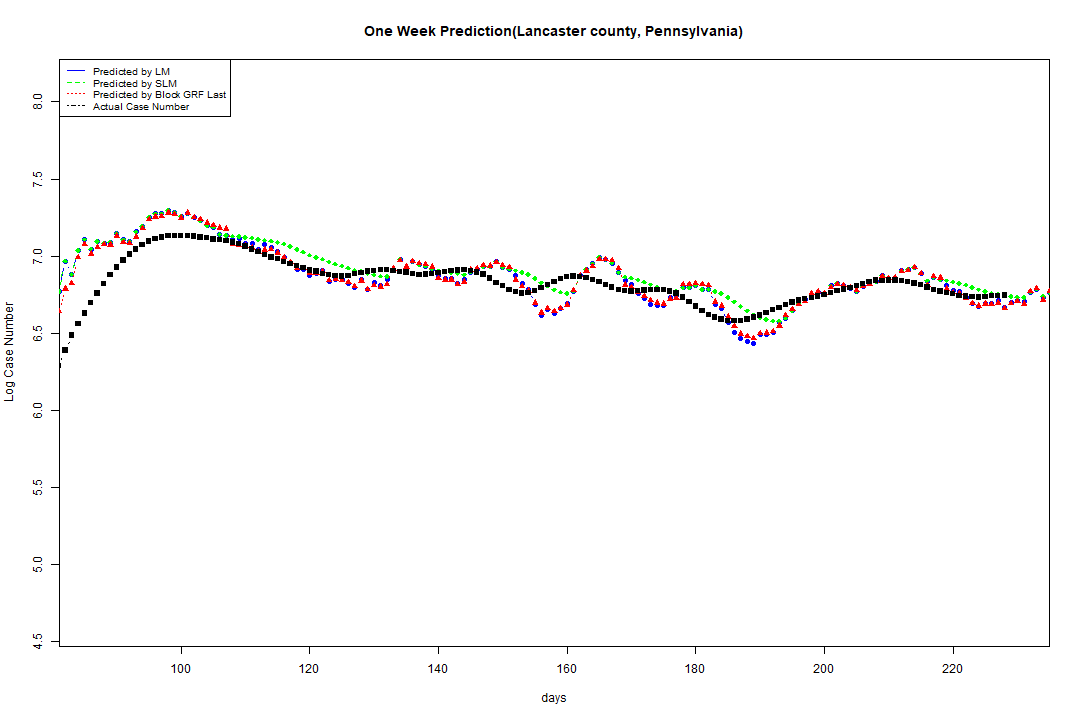 One Week Prediction(Lancaster county, Pennsylvania)
Predicted by LM
Predicted by SLM
Predicted by Block GRF Last
Actual Case Number
Log Case Number
8.0
7.5
7.0
6.5
6.0
5.5
5.0
4.5
100 120 140 160 180 200 220
days